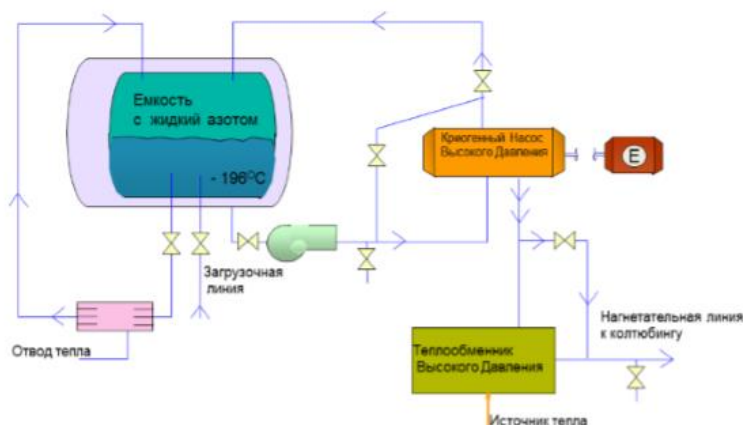 Емкость
с жидкий азотом
- 196°С
Криогенный Насос
Высокого Давления
E
Загрузочная
линия
Отвод тепла
Нагнетательная линия
к колтюбингу
Теплообменник
Высокого Давления
Источник тепла